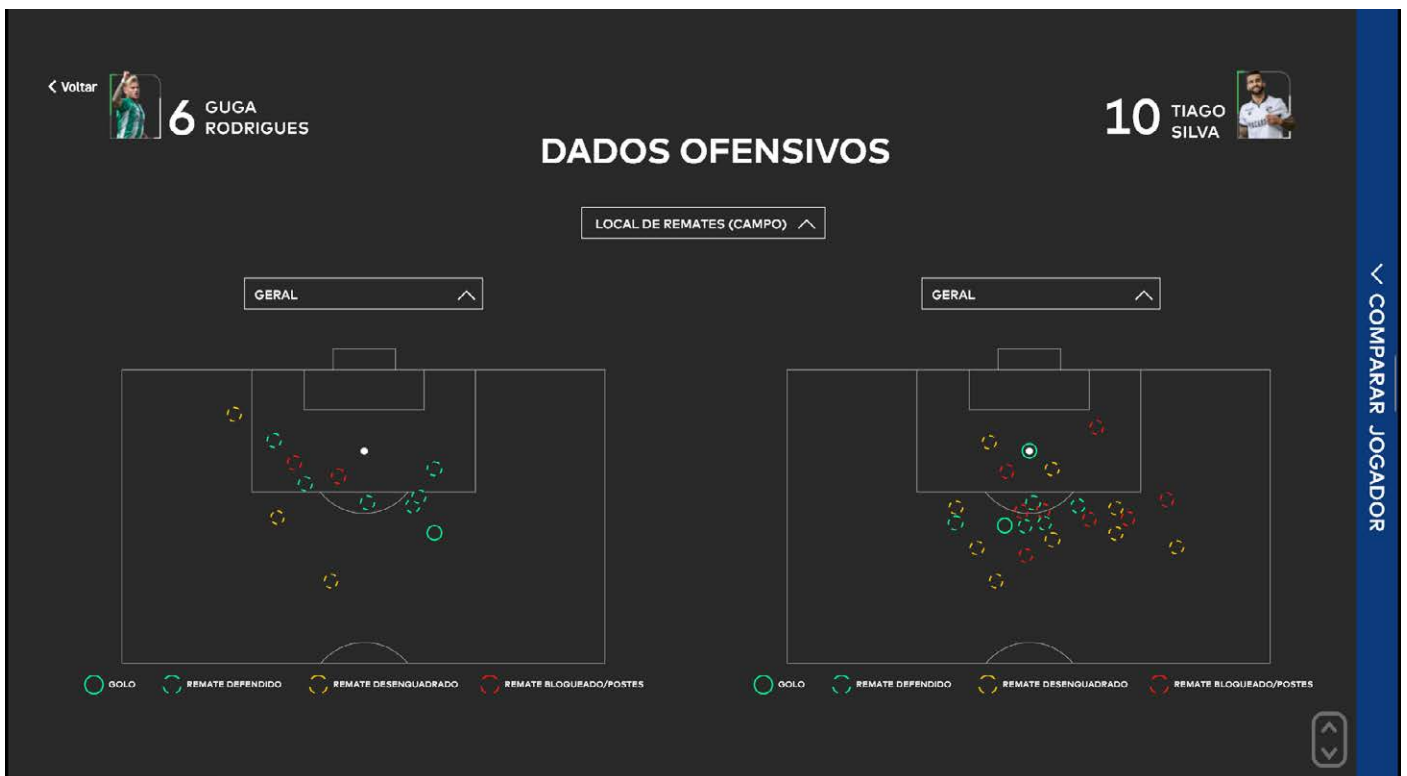 Voltar
6 GUGA
RODRIGUES
10 TIAGO
SILVA
DADOS OFENSIVOS
LOCAL DE REMATES (CAMPO)
GERAL
GERAL
COMPARAR JOGADOR
GOLO REMATE DEFENDIDO REMATE DESENQUADRADO REMATE BLOQUEADO/POSTES
GOLO REMATE DEFENDIDO REMATE DESENQUADRADO REMATE BLOQUEADO/POSTES